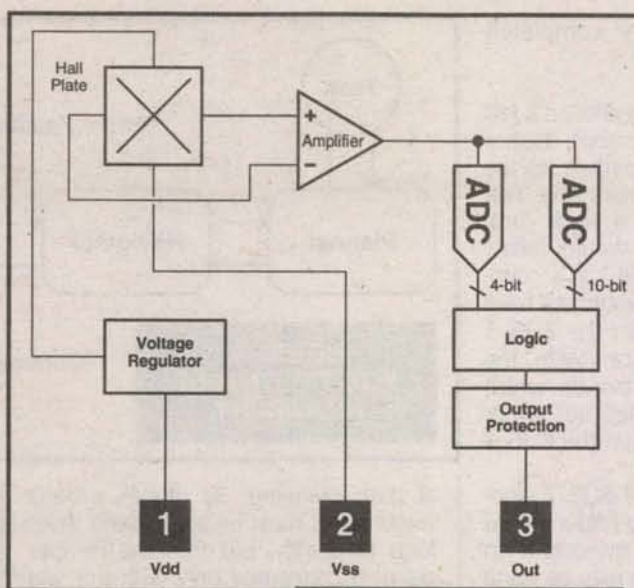 Hall
Plate
+
Amplifier
−
ADC
ADC
4-bit
10-bit
Voltage
Regulator
Logic
Output
Protection
1
2
3
Vdd
Vss
Out